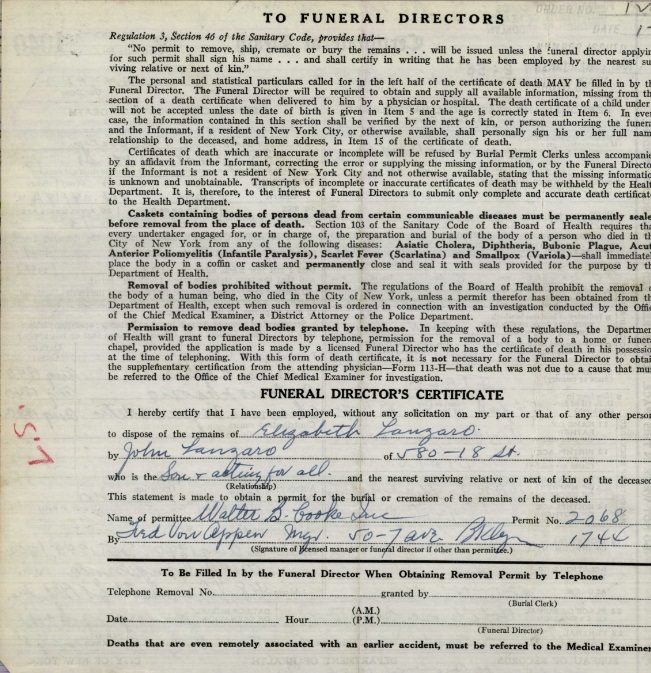 TO FUNERAL DIRECTORS
Regulation 3, Section 46 of the Sanitary Code, provides that—
"No permit to remove, ship, cremate or bury the remains . . . will be issued unless the funeral director applyin
for such permit shall sign his name . . . and shall certify in writing that he has been employed by the nearest su
viving relative or next of kin."
The personal and statistical particulars called for in the left half of the certificate of death MAY be filled in by th
Funeral Director. The Funeral Director will be required to obtain and supply all available information, missing from th
section of a death certificate when delivered to him by a physician or hospital. The death certificate of a child under
will not be accepted unless the date of birth is given in Item 5 and the age is correctly stated in Item 6. In ever
case, the information contained in this section shall be verified by the next of kin, or person authorizing the funera
and the Informant, if a resident of New York City, or otherwise available, shall personally sign his or her full name
relationship to the deceased, and home address, in Item 15 of the certificate of death.
Certificates of death which are inaccurate or incomplete will be refused by Burial Permit Clerks unless accompanie
by an affidavit from the Informant, correcting the error or supplying the missing information, or by the Funeral Directo
if the Informant is not a resident of New York City and not otherwise available, stating that the missing informatio
is unknown and unobtainable. Transcripts of incomplete or inaccurate certificates of death may be withheld by the Healt
Department. It is, therefore, to the interest of Funeral Directors to submit only complete and accurate death certificate
to the Health Department.
Caskets containing bodies of persons dead from certain communicable diseases must be permanently seale
before removal from the place of death. Section 103 of the Sanitary Code of the Board of Health requires tha
every undertaker engaged for, or in charge of, the preparation and burial of the body of a person who died in th
City of New York from any of the following diseases: Asiatic Cholera, Diphtheria, Bubonic Plague, Acut
Anterior Poliomyelitis (Infantile Paralysis), Scarlet Fever (Scarlatina) and Smallpox (Variola)—shall immediate
place the body in a coffin or casket and permanently close and seal it with seals provided for the purpose by th
Department of Health.
Removal of bodies prohibited without permit. The regulations of the Board of Health prohibit the removal o
the body of a human being, who died in the City of New York, unless a permit therefor has been obtained from th
Department of Health, except when such removal is ordered in connection with an investigation conducted by the Offic
of the Chief Medical Examiner, a District Attorney or the Police Department.
Permission to remove dead bodies granted by telephone. In keeping with these regulations, the Departmen
of Health will grant to funeral Directors by telephone, permission for the removal of a body to a home or funera
chapel, provided the application is made by a licensed Funeral Director who has the certificate of death in his possessio
at the time of telephoning. With this form of death certificate, it is not necessary for the Funeral Director to obtai
the supplementary certification from the attending physician—Form 113-H—that death was not due to a cause that mus
be referred to the Office of the Chief Medical Examiner for investigation.
FUNERAL DIRECTOR'S CERTIFICATE
I hereby certify that I have been employed, without any solicitation on my part or that of any other person
to dispose of the remains of Elizabeth Lanzaro.
by John Lanzaro of 580-18 St.
who is the Son & acting for all. and the nearest surviving relative or next of kin of the deceased
(Relationship)
This statement is made to obtain a permit for the burial or cremation of the remains of the deceased.
Name of permittee Walter B. Cooke Inc Permit No. 2068
By Fred Von Appen Mgr. 50-7 ave. Bklyn 1744
(Signature of licensed manager or funeral director if other than permittee.)
To Be Filled In by the Funeral Director When Obtaining Removal Permit by Telephone
Telephone Removal No. granted by
(Burial Clerk)
(A.M.)
Date Hour (P.M.)
(Funeral Director)
Deaths that are even remotely associated with an earlier accident, must be referred to the Medical Examiner